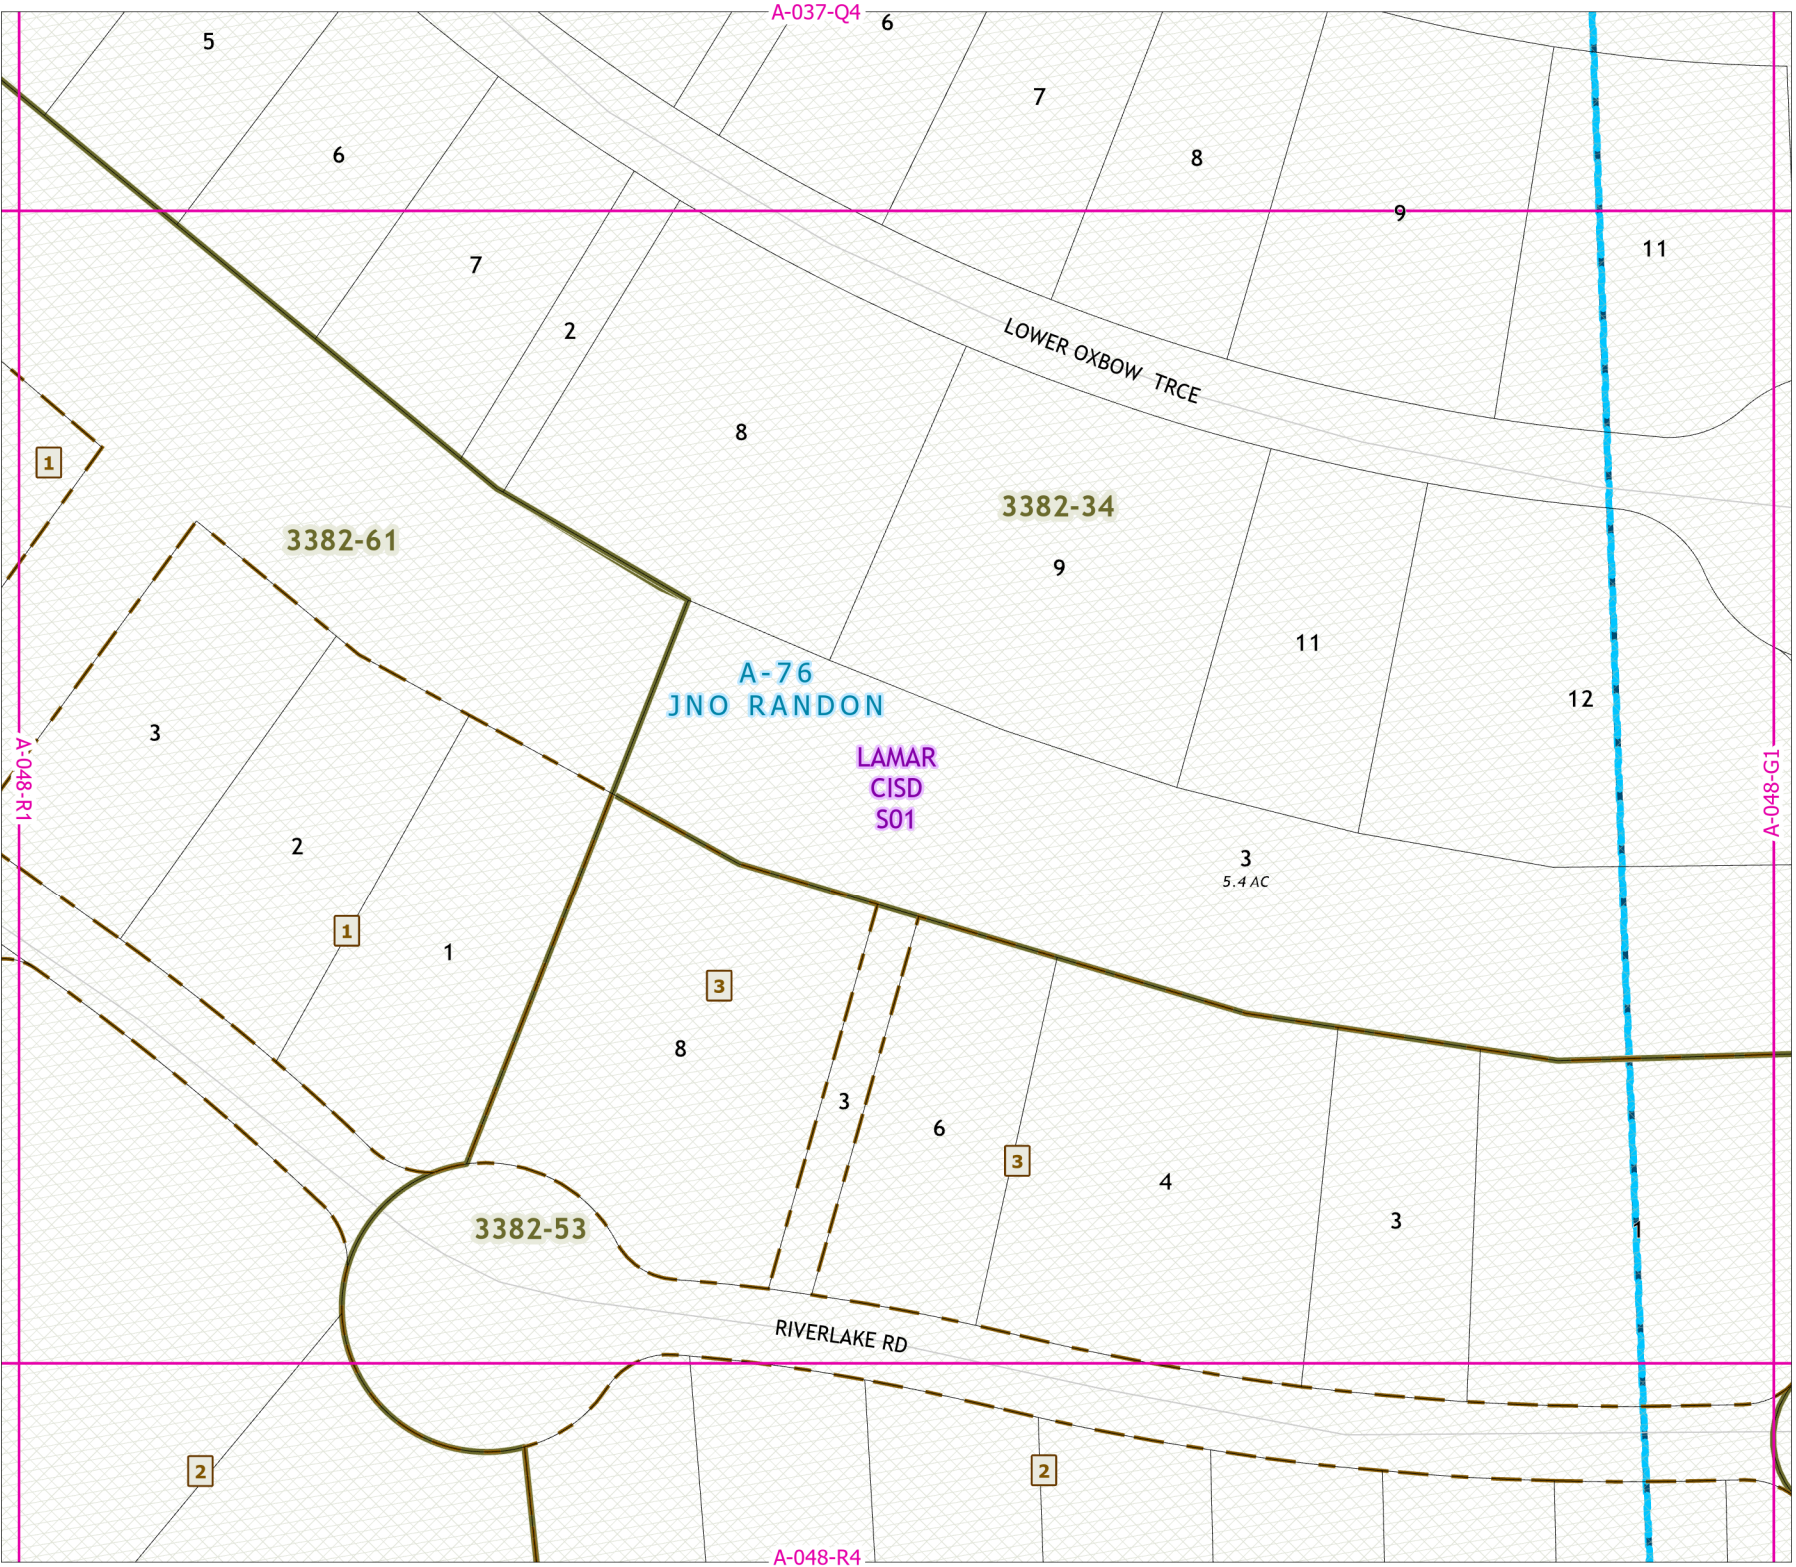 A-037-Q4
5
6
7
6
8
9
11
7
2
LOWER OXBOW TRCE
8
1
3382-34
3382-61
9
11
A-76
JNO RANDON
12
3
A-048-R1
LAMAR
CISD
S01
A-048-G1
2
3
5.4 AC
1
1
3
8
3
6
3
4
3
1
3382-53
RIVERLAKE RD
2
2
A-048-R4